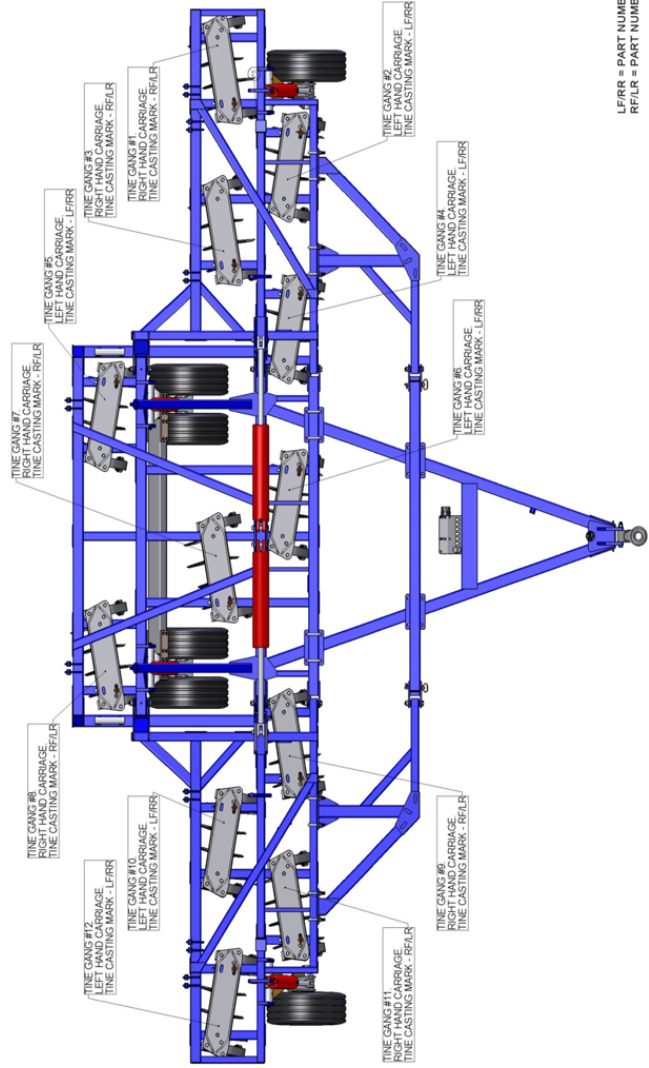 TINE GANG #12.
LEFT HAND CARRIAGE.
TINE CASTING MARK - LF/RR
TINE GANG #8.
RIGHT HAND CARRIAGE.
TINE CASTING MARK - RF/LR
TINE GANG #10.
LEFT HAND CARRIAGE.
TINE CASTING MARK - LF/RR
TINE GANG #7.
RIGHT HAND CARRIAGE.
TINE CASTING MARK - RF/LR
TINE GANG #5.
LEFT HAND CARRIAGE.
TINE CASTING MARK - LF/RR
TINE GANG #3.
RIGHT HAND CARRIAGE.
TINE CASTING MARK - RF/LR
TINE GANG #1.
RIGHT HAND CARRIAGE.
TINE CASTING MARK - RF/LR
TINE GANG #11.
RIGHT HAND CARRIAGE.
TINE CASTING MARK - RF/LR
TINE GANG #9.
RIGHT HAND CARRIAGE.
TINE CASTING MARK - RF/LR
TINE GANG #6.
LEFT HAND CARRIAGE.
TINE CASTING MARK - LF/RR
TINE GANG #4.
LEFT HAND CARRIAGE.
TINE CASTING MARK - LF/RR
TINE GANG #2.
LEFT HAND CARRIAGE.
TINE CASTING MARK - LF/RR
LF/RR = PART NUMBE
RF/LR = PART NUMB